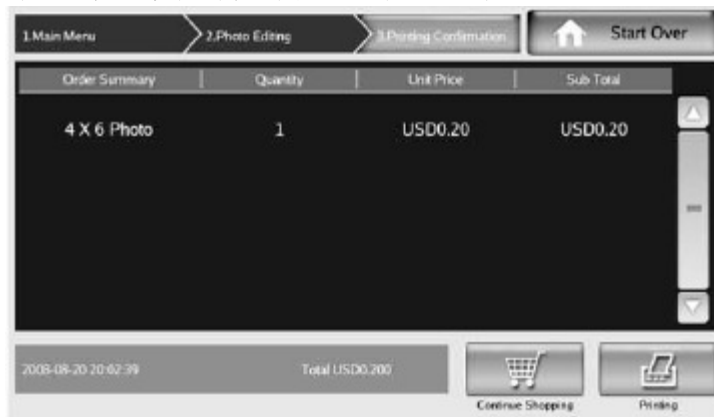 1.Main Menu 2.Photo Editing 3.Printing Confirmation Start Over
Order Summary Quantity Unit Price Sub Total
4 X 6 Photo 1 USD0.20 USD0.20
2008-08-20 20:02:39 Total USD0.200
Continue Shopping Printing